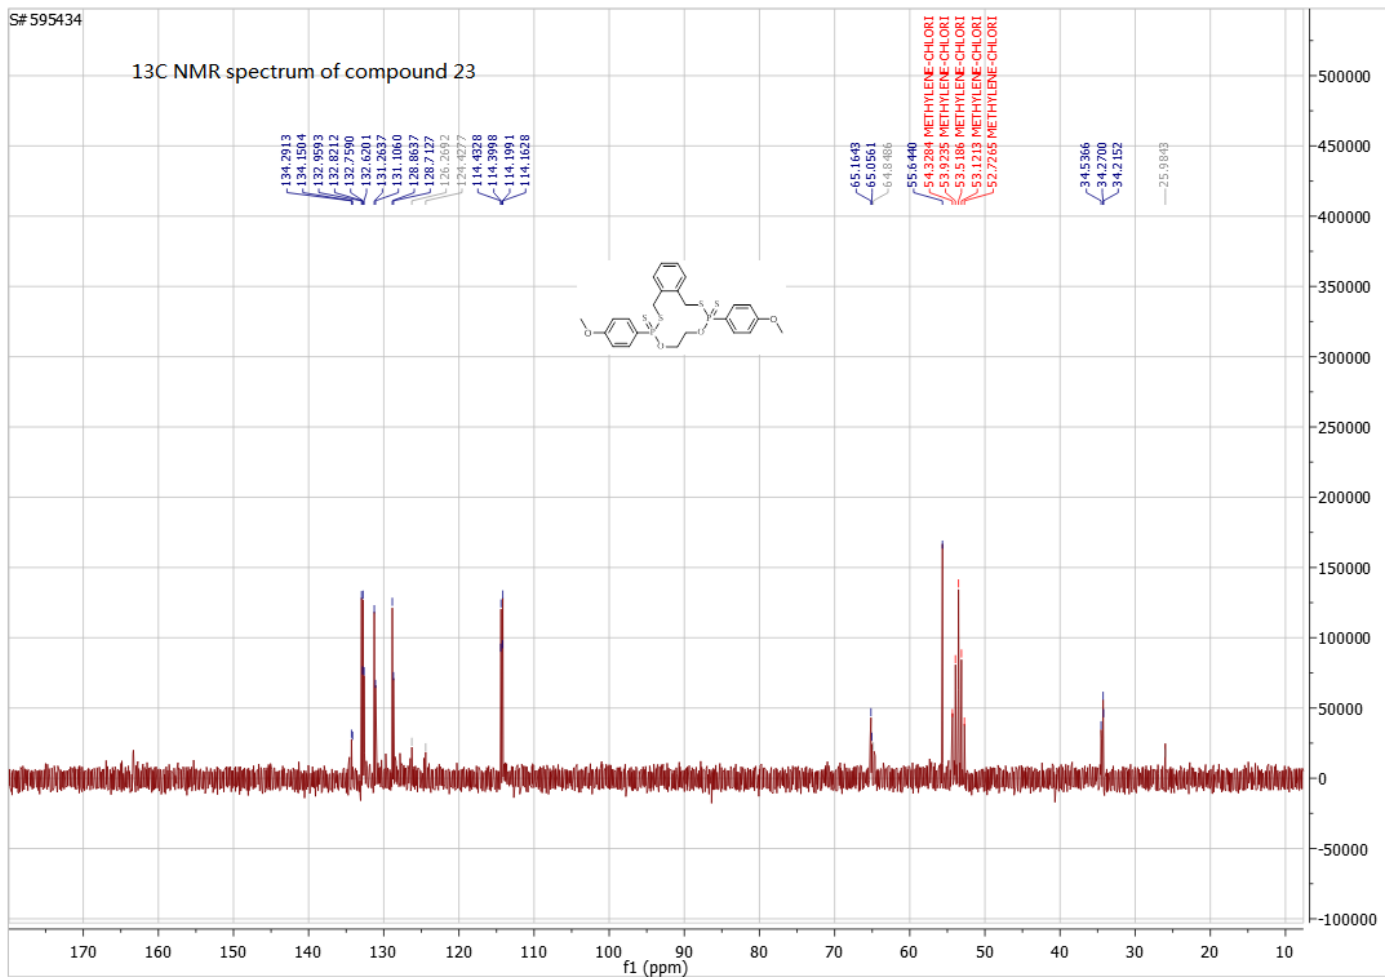 S# 595434
13C NMR spectrum of compound 23
134.2913
134.1504
132.9593
132.8212
132.7590
132.6201
131.2637
131.1060
128.8637
128.7127
126.2692
124.4277
114.4328
114.3998
114.1991
114.1628
65.1643
65.0561
64.8486
55.6440
54.3284 METHYLENE-CHLORI
53.9235 METHYLENE-CHLORI
53.5186 METHYLENE-CHLORI
53.1213 METHYLENE-CHLORI
52.7265 METHYLENE-CHLORI
34.5366
34.2700
34.2152
25.9843
S S
S S
P P
O O
O O
500000
450000
400000
350000
300000
250000
200000
150000
100000
50000
0
-50000
-100000
170 160 150 140 130 120 110 100 90 80 70 60 50 40 30 20 10
f1 (ppm)